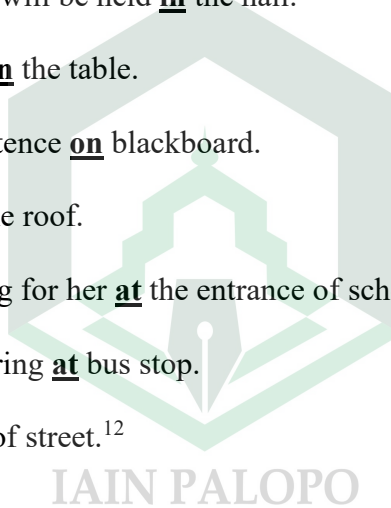 will be held in the hall.
n the table.
tence on blackboard.
e roof.
g for her at the entrance of sch
ring at bus stop.
of street.12
IAIN PALOPO